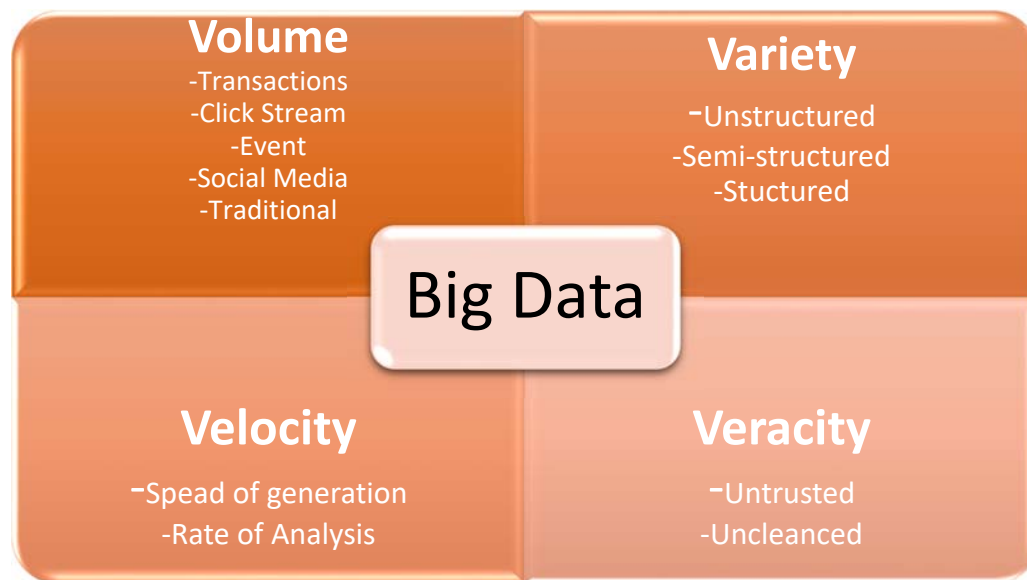 Volume
-Transactions
-Click Stream
-Event
-Social Media
-Traditional
Variety
-Unstructured
-Semi-structured
-Stuctured
Big Data
Velocity
-Spead of generation
-Rate of Analysis
Veracity
-Untrusted
-Uncleanced